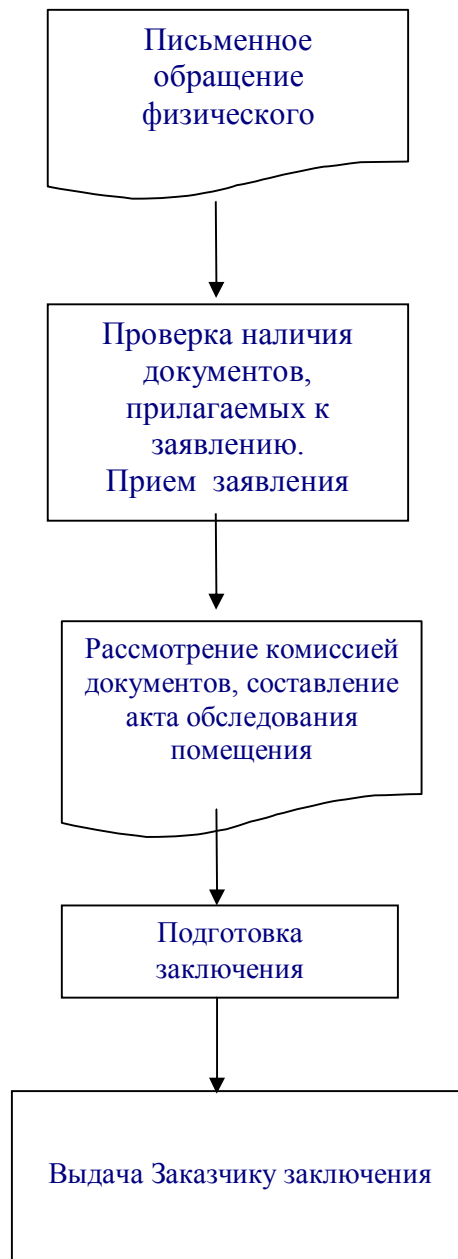 Письменное
обращение
физического
Проверка наличия
документов,
прилагаемых к
заявлению.
Прием заявления
Рассмотрение комиссией
документов, составление
акта обследования
помещения
Подготовка
заключения
Выдача Заказчику заключения